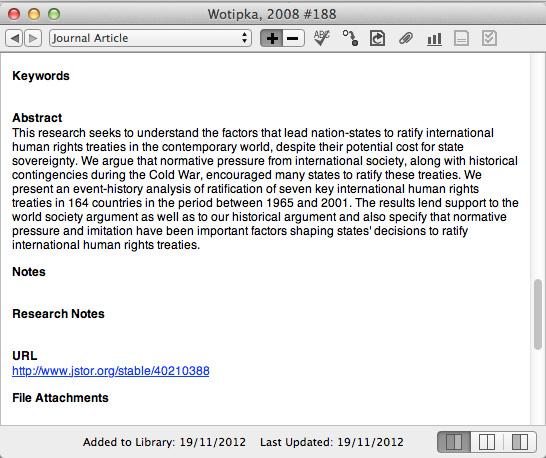 Wotipka, 2008 #188
Journal Article
ABC
Keywords
Abstract
This research seeks to understand the factors that lead nation-states to ratify international
human rights treaties in the contemporary world, despite their potential cost for state
sovereignty. We argue that normative pressure from international society, along with historical
contingencies during the Cold War, encouraged many states to ratify these treaties. We
present an event-history analysis of ratification of seven key international human rights
treaties in 164 countries in the period between 1965 and 2001. The results lend support to the
world society argument as well as to our historical argument and also specify that normative
pressure and imitation have been important factors shaping states' decisions to ratify
international human rights treaties.
Notes
Research Notes
URL
http://www.jstor.org/stable/40210388
File Attachments
Added to Library: 19/11/2012 Last Updated: 19/11/2012